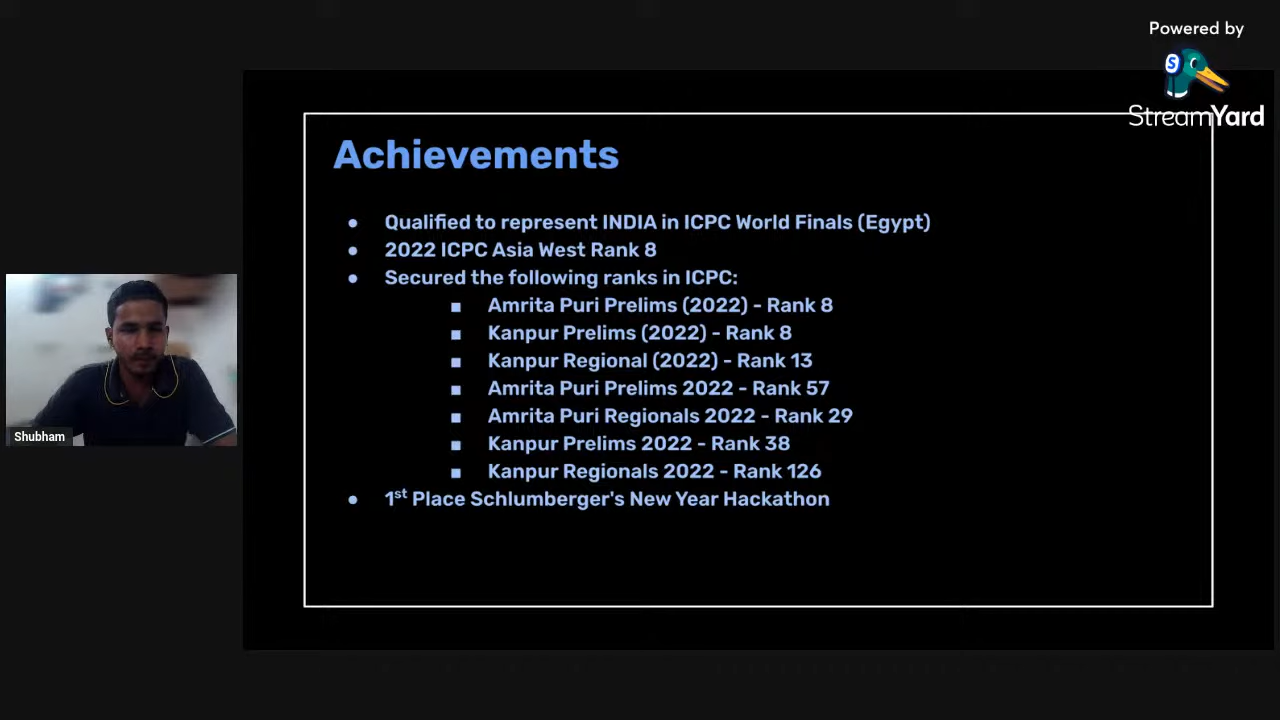 Powered by
StreamYard
Achievements
● Qualified to represent INDIA in ICPC World Finals (Egypt)
● 2022 ICPC Asia West Rank 8
● Secured the following ranks in ICPC:
■ Amrita Puri Prelims (2022) - Rank 8
■ Kanpur Prelims (2022) - Rank 8
■ Kanpur Regional (2022) - Rank 13
■ Amrita Puri Prelims 2022 - Rank 57
■ Amrita Puri Regionals 2022 - Rank 29
■ Kanpur Prelims 2022 - Rank 38
■ Kanpur Regionals 2022 - Rank 126
● 1st Place Schlumberger's New Year Hackathon
Shubham